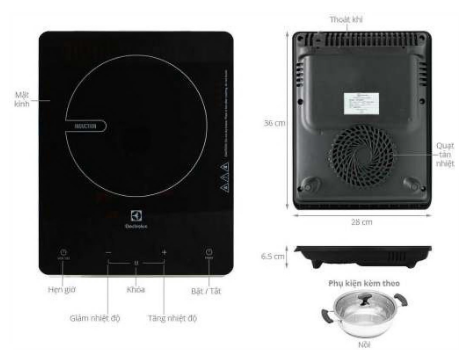 Thoát khí
Mặt
kính
INDUCTION
36 cm
Quạt
tản
nhiệt
28 cm
Electrolux
6.5 cm
Hẹn giờ
Khóa
Bật / Tắt
Giảm nhiệt độ
Tăng nhiệt độ
Phụ kiện kèm theo
Nồi